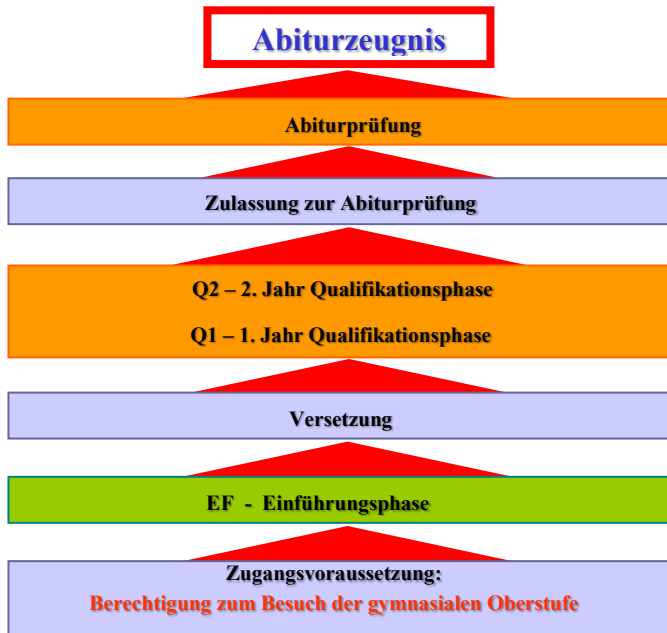 Abiturzeugnis
Abiturprüfung
Zulassung zur Abiturprüfung
Q2 – 2. Jahr Qualifikationsphase
Q1 – 1. Jahr Qualifikationsphase
Versetzung
EF - Einführungsphase
Zugangsvoraussetzung:
Berechtigung zum Besuch der gymnasialen Oberstufe